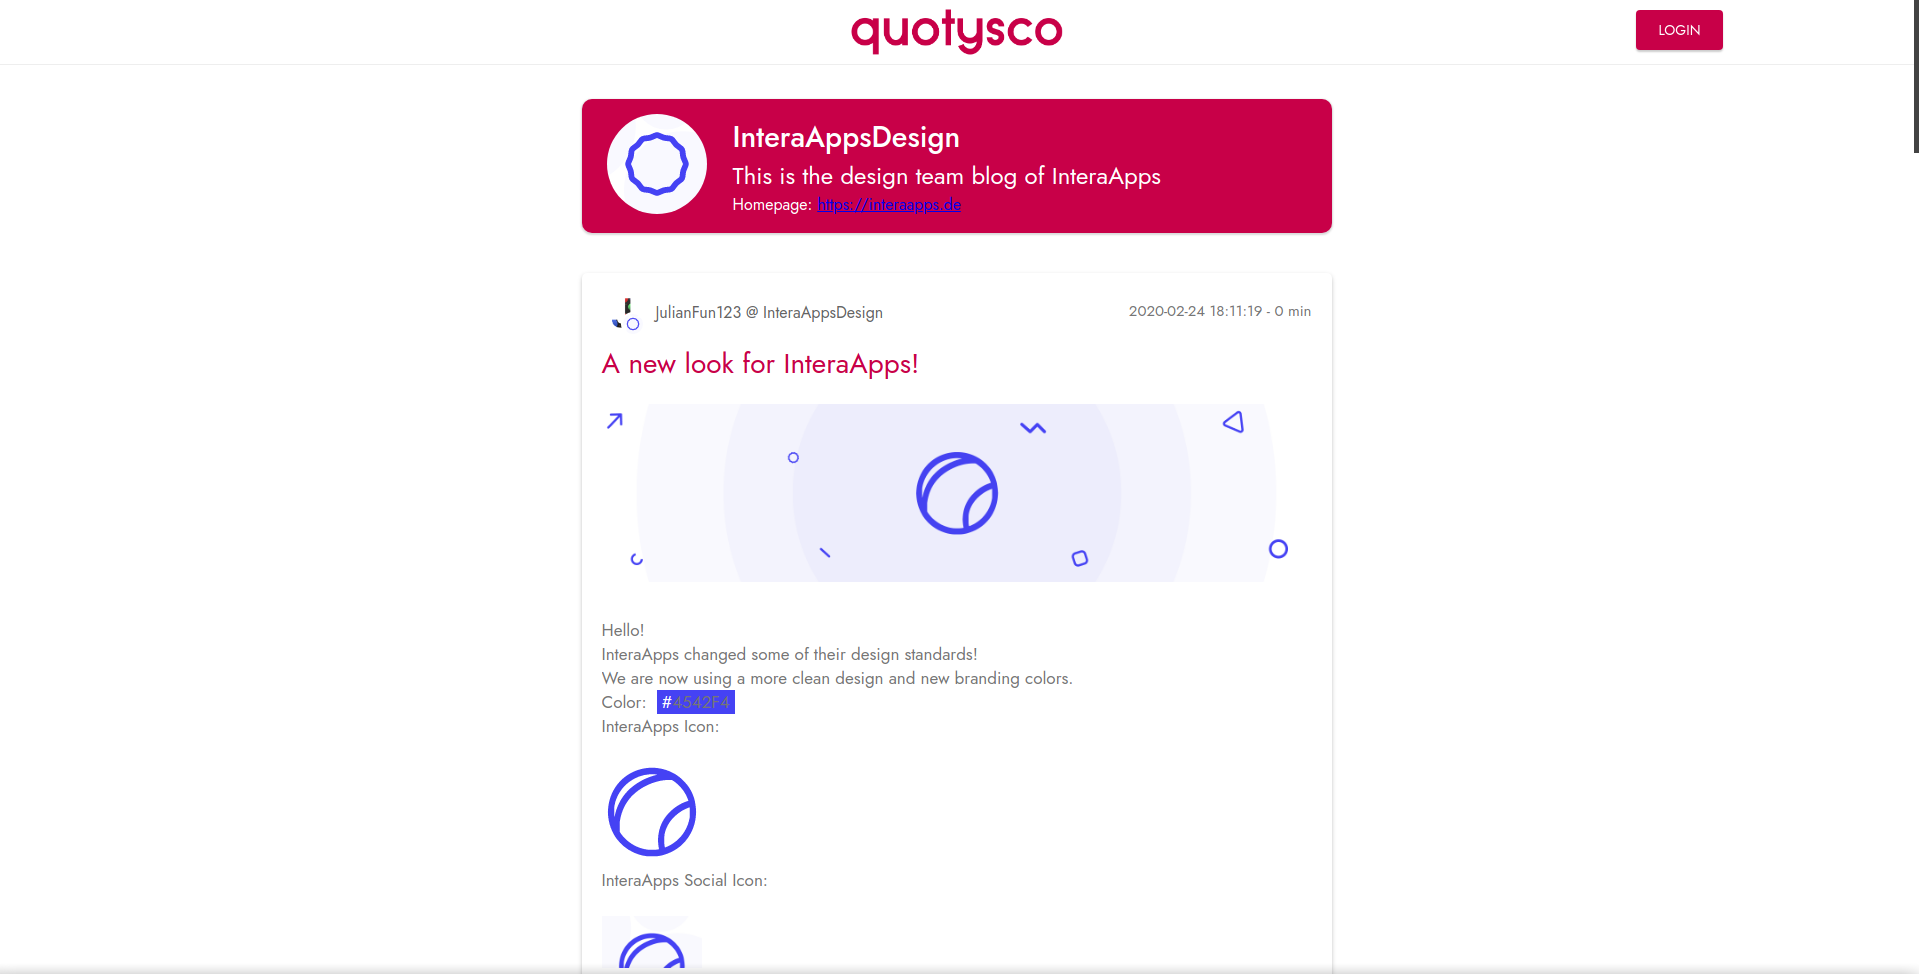 quotysco
LOGIN
InteraAppsDesign
This is the design team blog of InteraApps
Homepage: https://interaapps.de
JulianFun123 @ InteraAppsDesign
2020-02-24 18:11:19 - 0 min
A new look for InteraApps!
Hello!
InteraApps changed some of their design standards!
We are now using a more clean design and new branding colors.
Color: #4542F4
InteraApps Icon:
InteraApps Social Icon: